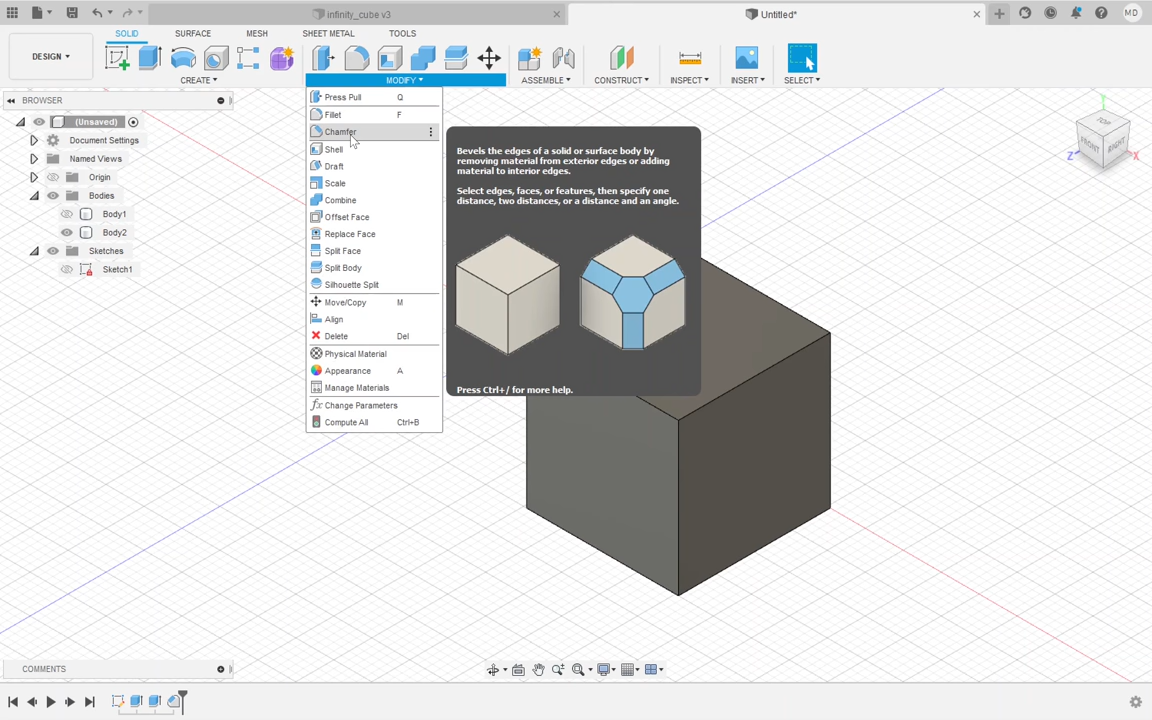 infinity_cube v3
Untitled*
MD
DESIGN
SOLID
SURFACE
MESH
SHEET METAL
TOOLS
CREATE
MODIFY
ASSEMBLE
CONSTRUCT
INSPECT
INSERT
SELECT
BROWSER
(Unsaved)
Document Settings
Named Views
Origin
Bodies
Body1
Body2
Sketches
Sketch1
Press Pull Q
Fillet F
Chamfer
Shell
Draft
Scale
Combine
Offset Face
Replace Face
Split Face
Split Body
Silhouette Split
Move/Copy M
Align
Delete Del
Physical Material
Appearance A
Manage Materials
Change Parameters
Compute All Ctrl+B
Bevels the edges of a solid or surface body by
removing material from exterior edges or adding
material to interior edges.
Select edges, faces, or features, then specify one
distance, two distances, or a distance and an angle.
Press Ctrl+/ for more help.
Y
TOP
FRONT
RIGHT
Z
X
COMMENTS